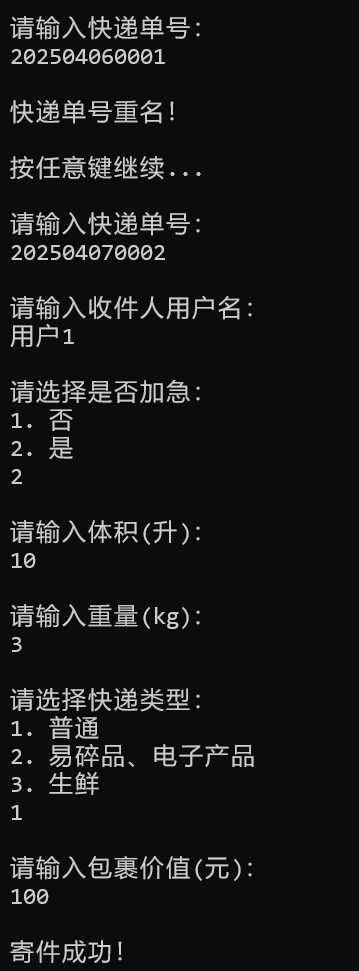 请输入快递单号:
202504060001
快递单号重名!
按任意键继续...
请输入快递单号:
202504070002
请输入收件人用户名:
用户1
请选择是否加急:
1. 否
2. 是
2
请输入体积(升):
10
请输入重量(kg):
3
请选择快递类型:
1. 普通
2. 易碎品、电子产品
3. 生鲜
1
请输入包裹价值(元):
100
寄件成功!